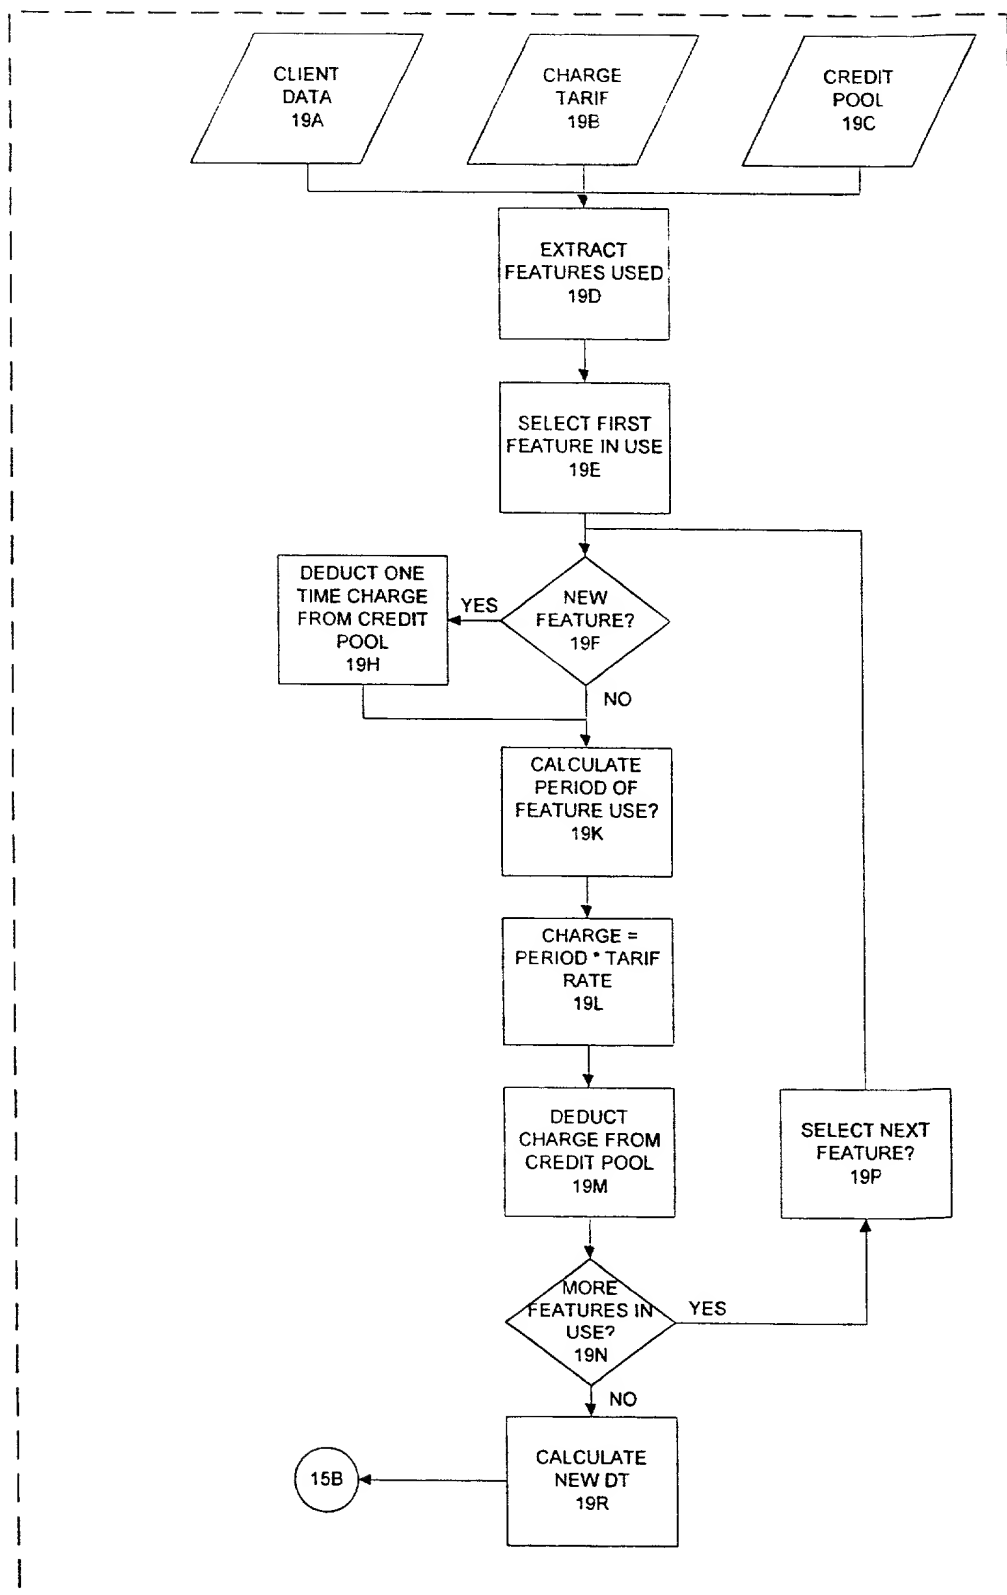 CLIENT
DATA
19A
CHARGE
TARIF
19B
CREDIT
POOL
19C
EXTRACT
FEATURES USED
19D
SELECT FIRST
FEATURE IN USE
19E
NEW
FEATURE?
19F
YES
DEDUCT ONE
TIME CHARGE
FROM CREDIT
POOL
19H
NO
CALCULATE
PERIOD OF
FEATURE USE?
19K
CHARGE =
PERIOD * TARIF
RATE
19L
DEDUCT
CHARGE FROM
CREDIT POOL
19M
SELECT NEXT
FEATURE?
19P
MORE
FEATURES IN
USE?
19N
YES
NO
CALCULATE
NEW DT
19R
15B